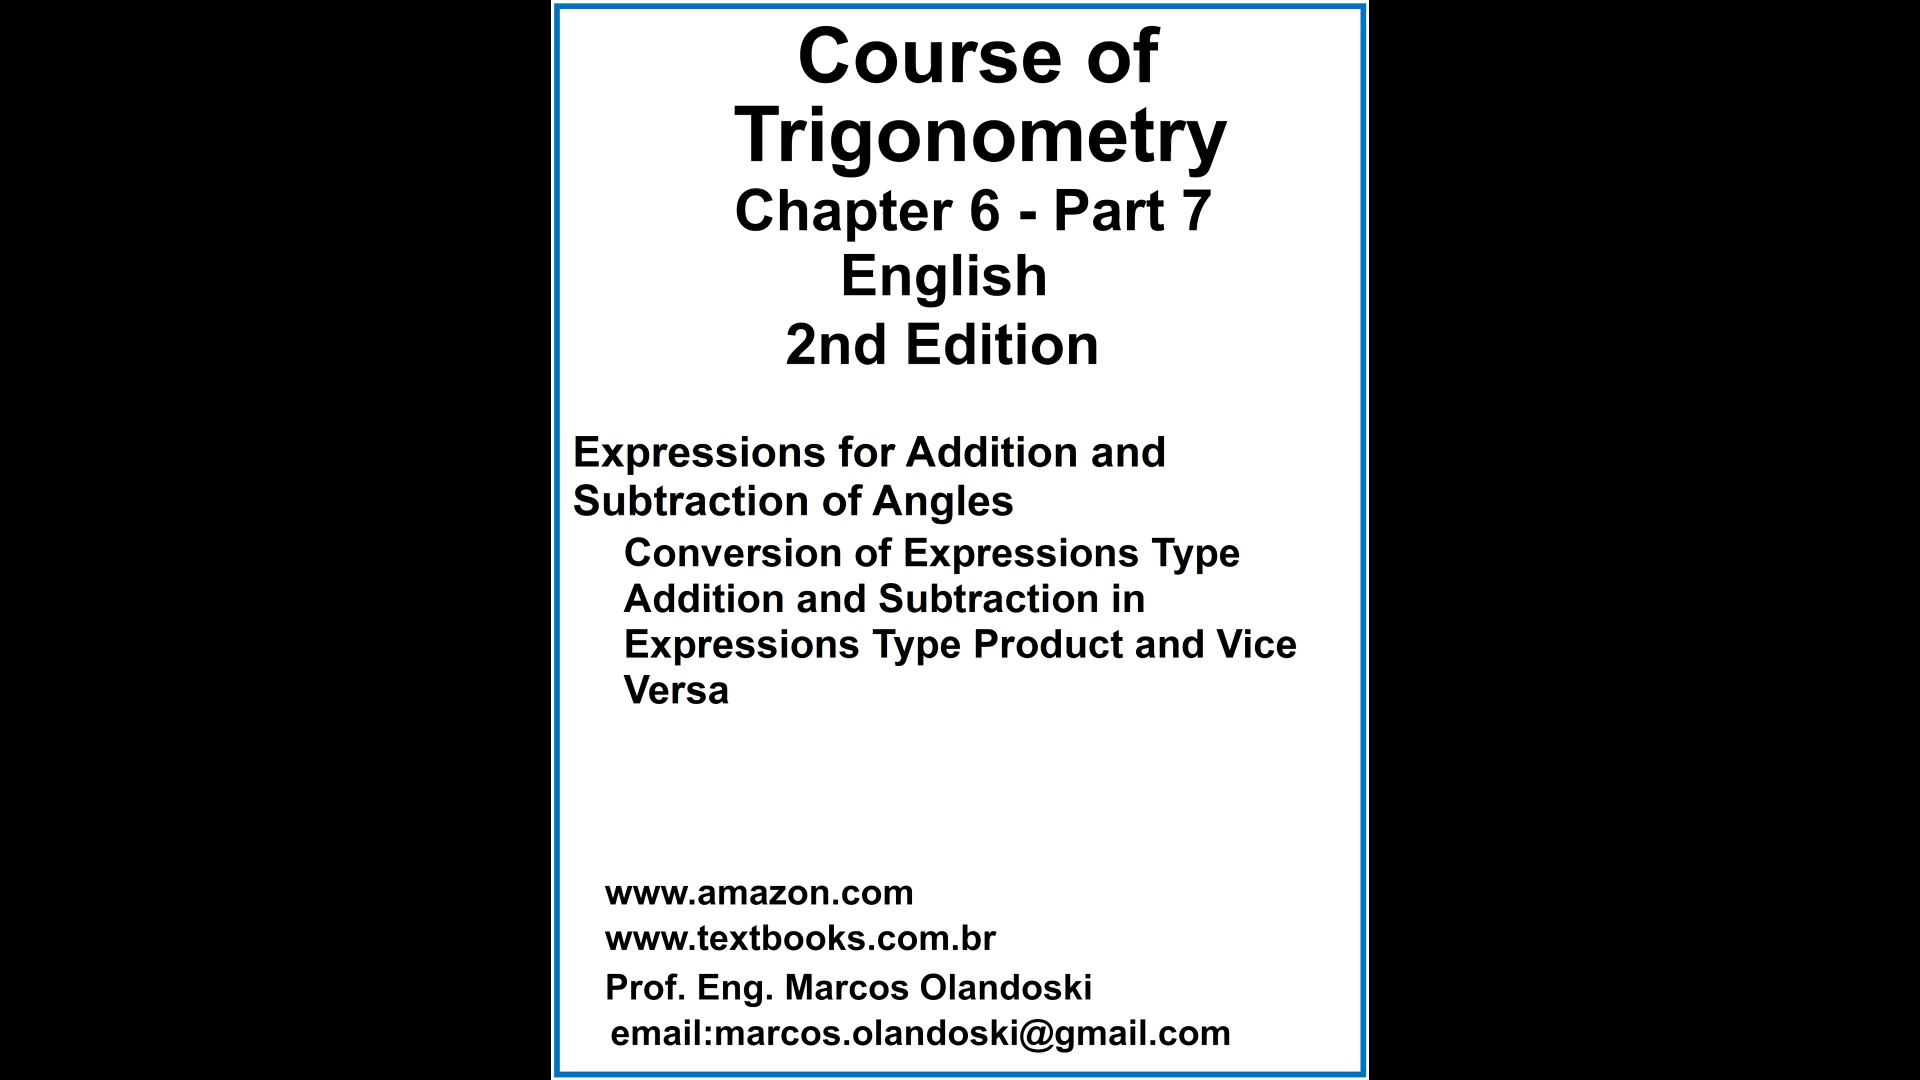 Course of
Trigonometry
Chapter 6 - Part 7
English
2nd Edition
Expressions for Addition and
Subtraction of Angles
Conversion of Expressions Type
Addition and Subtraction in
Expressions Type Product and Vice
Versa
www.amazon.com
www.textbooks.com.br
Prof. Eng. Marcos Olandoski
email:marcos.olandoski@gmail.com